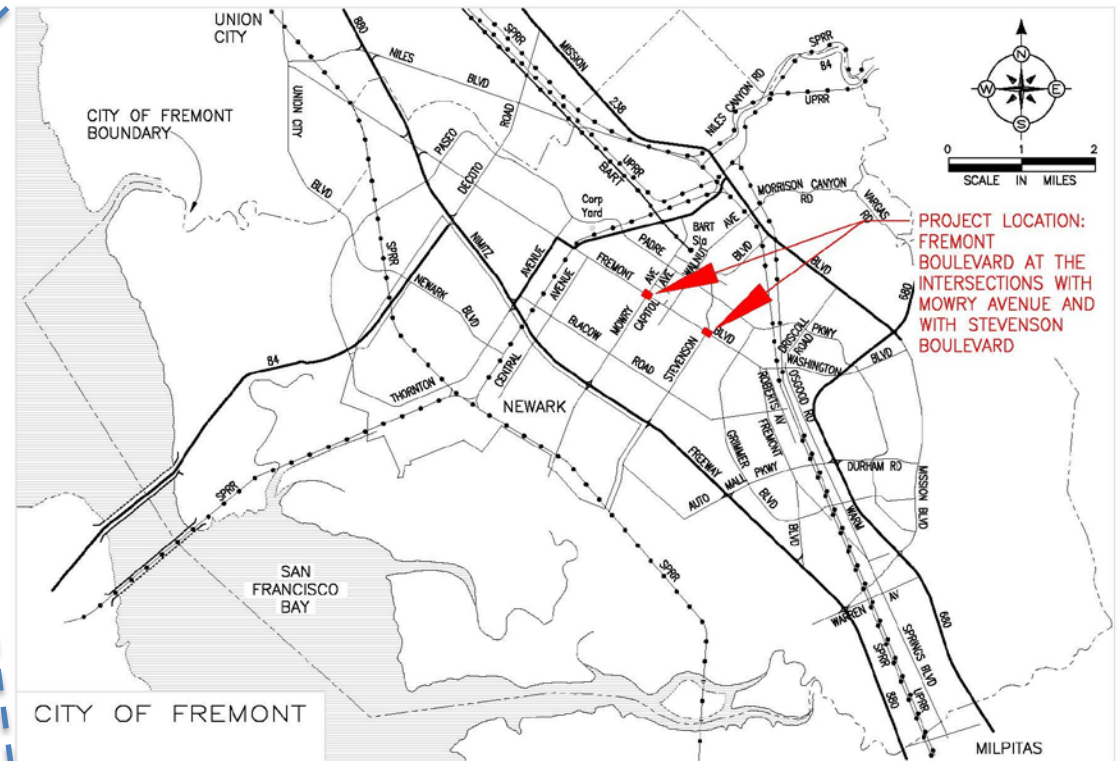 UNION
CITY
880
SPRR
SPRR
MISSION
238
SPRR
84
UPRR
NILES
BLVD
NILES CANYON RD
N
W
E
S
CITY OF FREMONT
BOUNDARY
UNION CITY
BLVD
PASEO
PADRE
DECOTO
ROAD
UPRR
BART
0 1 2
SCALE IN MILES
MORRISON CANYON
RD
VARGAS
RD
Corp
Yard
BART
Sta
PROJECT LOCATION:
FREMONT
BOULEVARD AT THE
INTERSECTIONS WITH
MOWRY AVENUE AND
WITH STEVENSON
BOULEVARD
SPRR
NIMITZ
FREEWAY
NEWARK
BLVD
AVENUE
CENTRAL
AVENUE
FREMONT
BLVD
MOWRY
AVE
CAPITOL
AVE
WALNUT
AVE
STEVENSON
BLVD
BLVD
680
BLACOW
ROAD
DRISCOLL
ROAD
PKWY
WASHINGTON
BLVD
84
THORNTON
NEWARK
ROBERTS AV
OSGOOD RD
FREMONT
BLVD
GRIMMER
BLVD
AUTO
MALL
PKWY
DURHAM RD
MISSION BLVD
SPRR
SPRR
WARM
SPRINGS BLVD
WARREN
AV
680
SAN
FRANCISCO
BAY
SPRR
UPRR
880
CITY OF FREMONT
MILPITAS